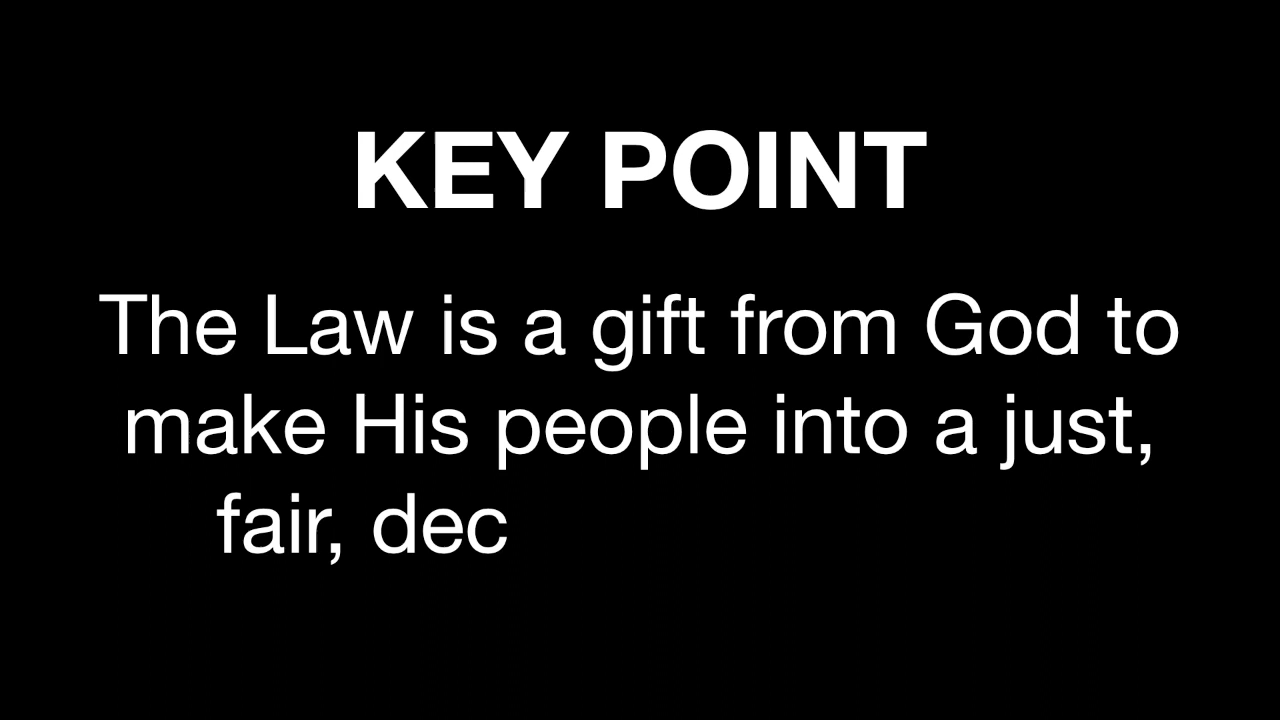 KEY POINT
The Law is a gift from God to
make His people into a just,
fair, dec